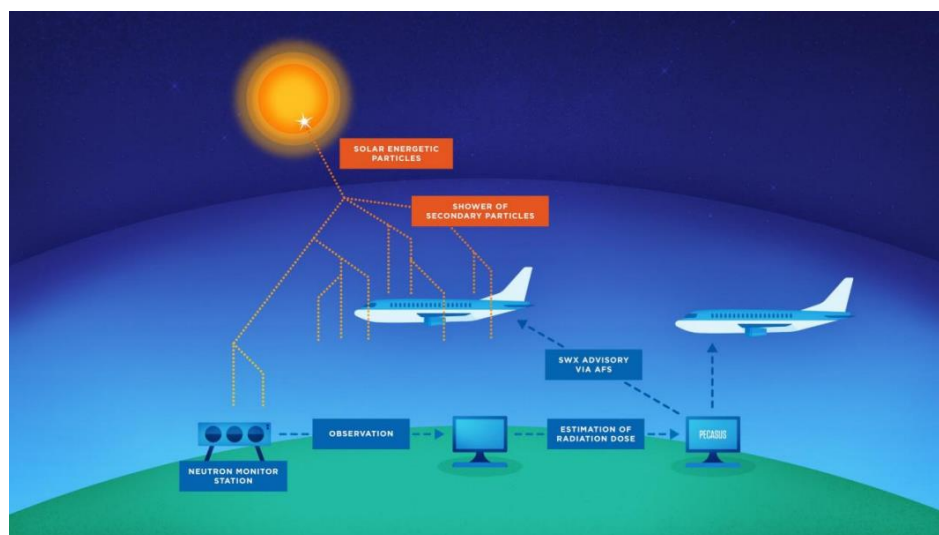 SOLAR ENERGETIC
PARTICLES
SHOWER OF
SECONDARY PARTICLES
SWX ADVISORY
VIA AFS
OBSERVATION
ESTIMATION OF
RADIATION DOSE
PECASUS
NEUTRON MONITOR
STATION